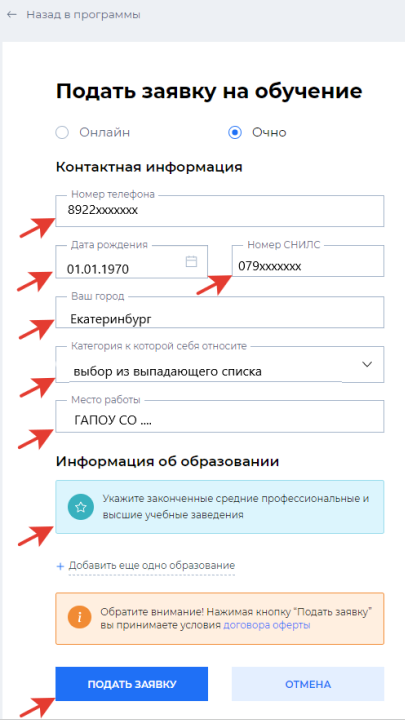 ← Назад в программы
Подать заявку на обучение
Онлайн Очно
Контактная информация
Номер телефона
8922xxxxxxx
Дата рождения Номер СНИЛС
01.01.1970 079xxxxxxx
Ваш город
Екатеринбург
Категория к которой себя относите
выбор из выпадающего списка
Место работы
ГАПОУ СО ....
Информация об образовании
Укажите законченные средние профессиональные и
высшие учебные заведения
+ Добавить еще одно образование
Обратите внимание! Нажимая кнопку "Подать заявку"
вы принимаете условия договора оферты
ПОДАТЬ ЗАЯВКУ ОТМЕНА